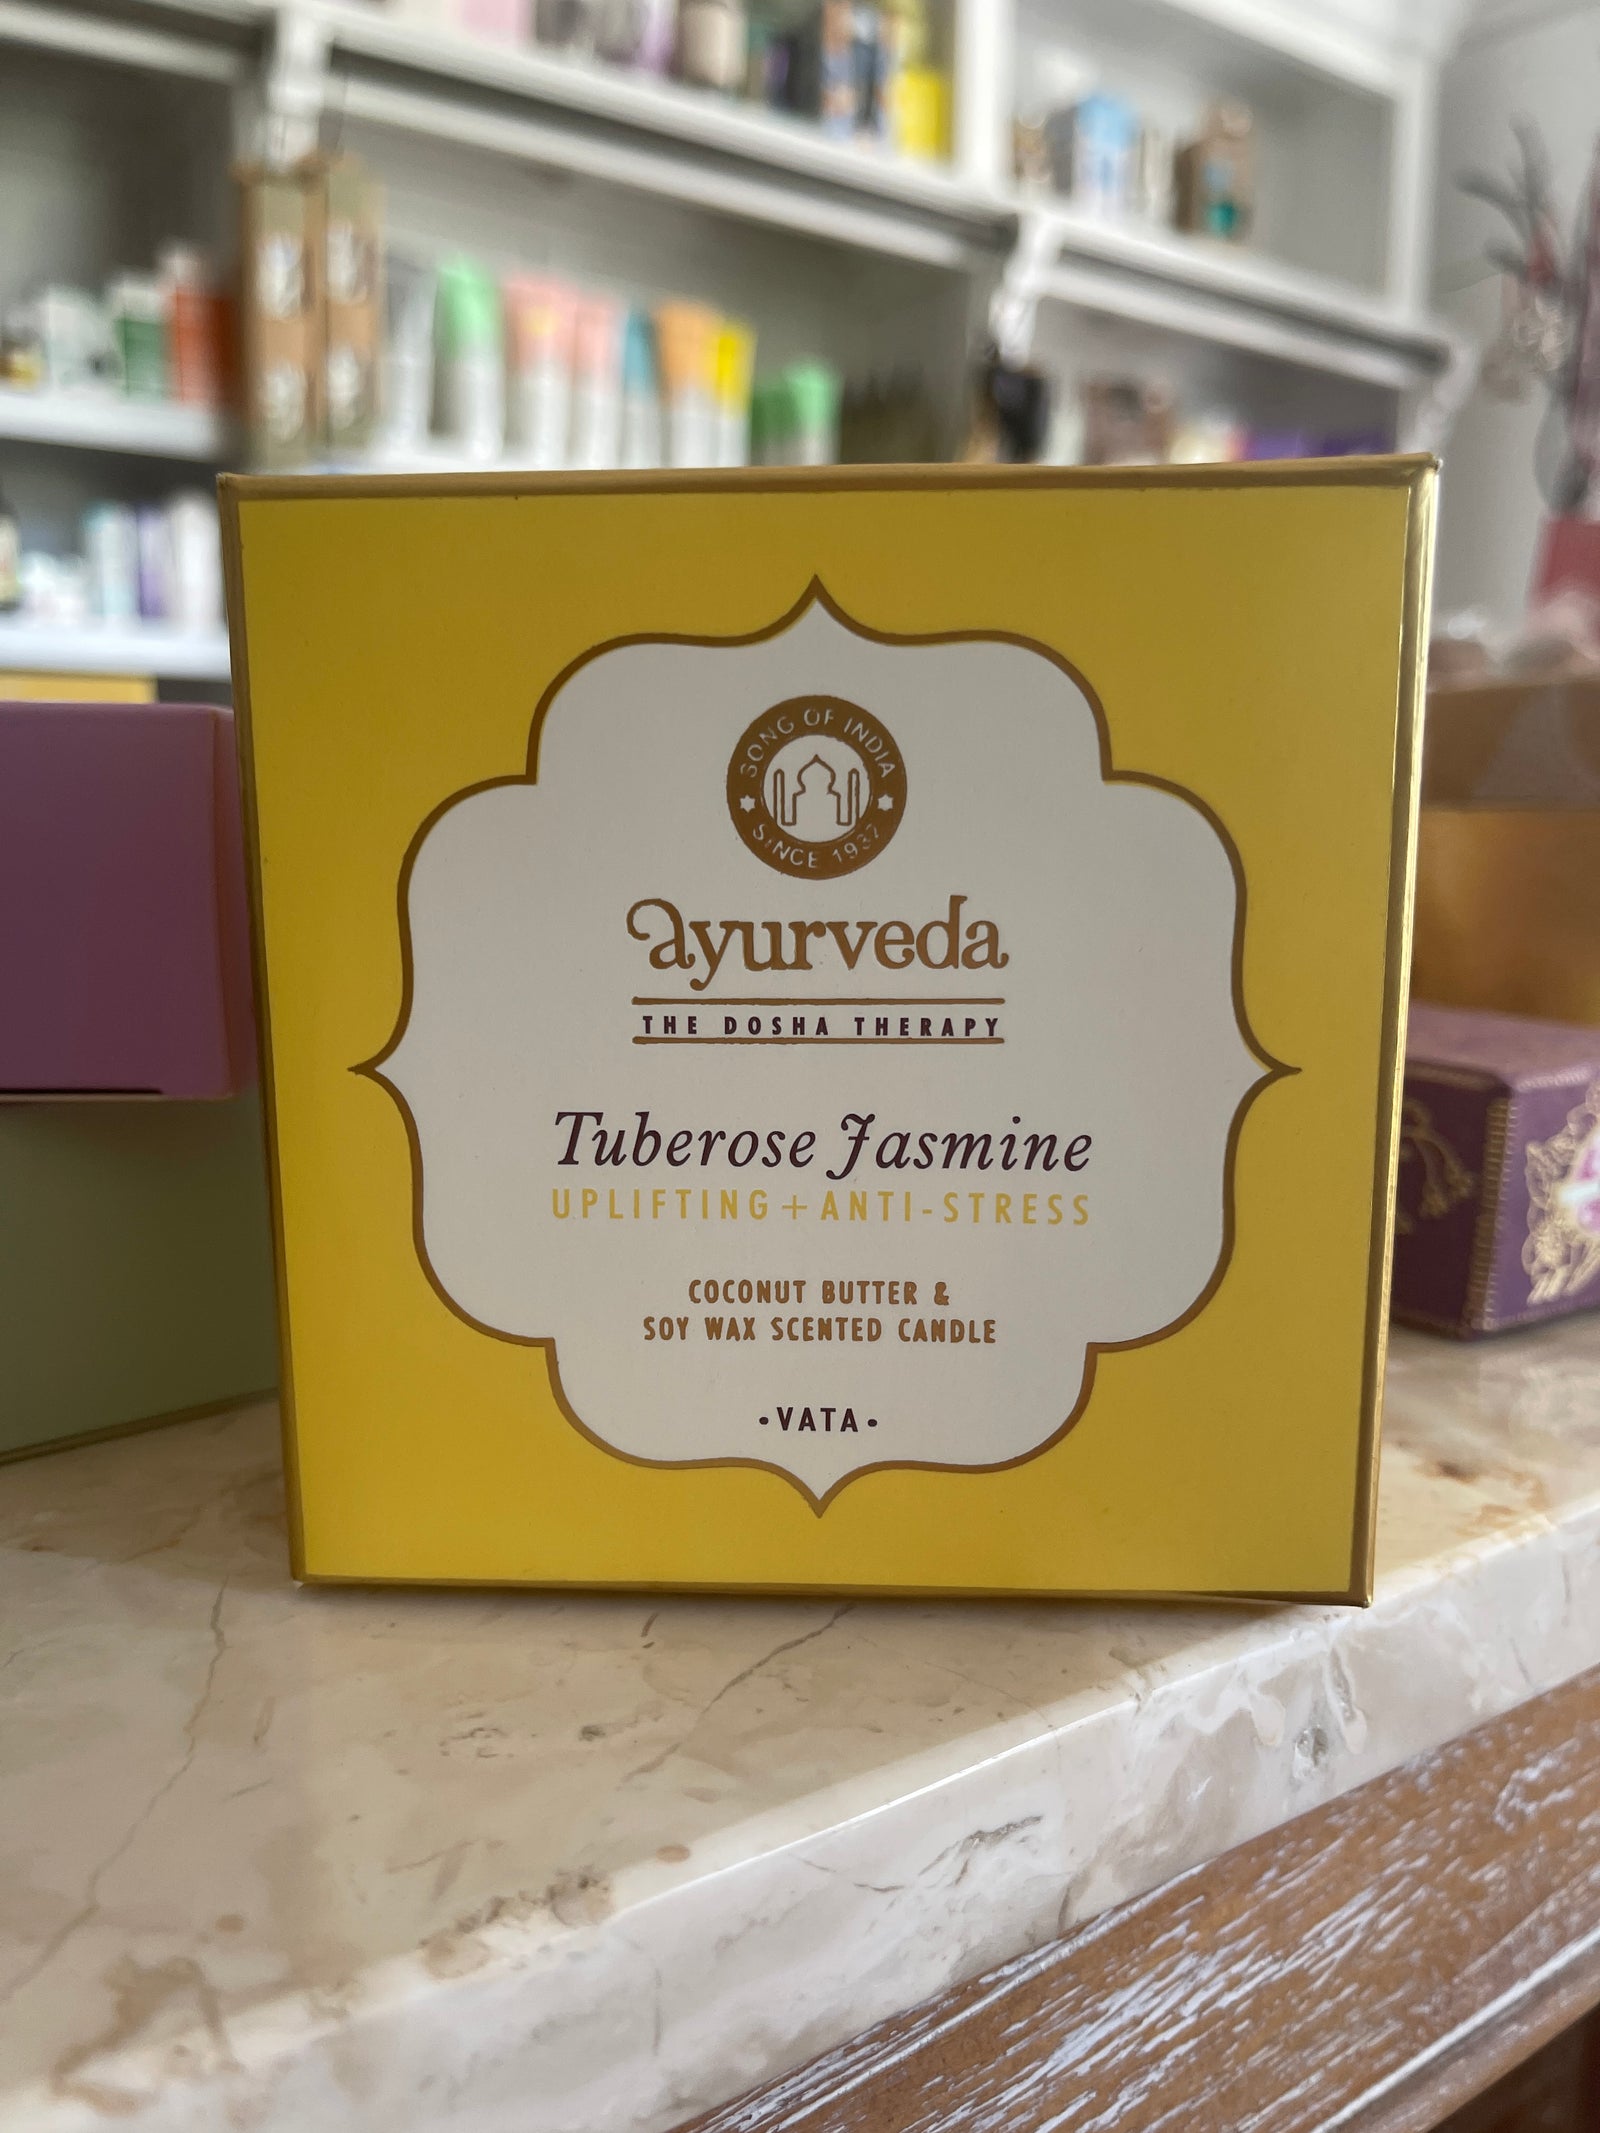 SONG OF INDIA
SINCE 1937
ayurveda
THE DOSHA THERAPY
Tuberose Jasmine
UPLIFTING + ANTI-STRESS
COCONUT BUTTER &
SOY WAX SCENTED CANDLE
• VATA •